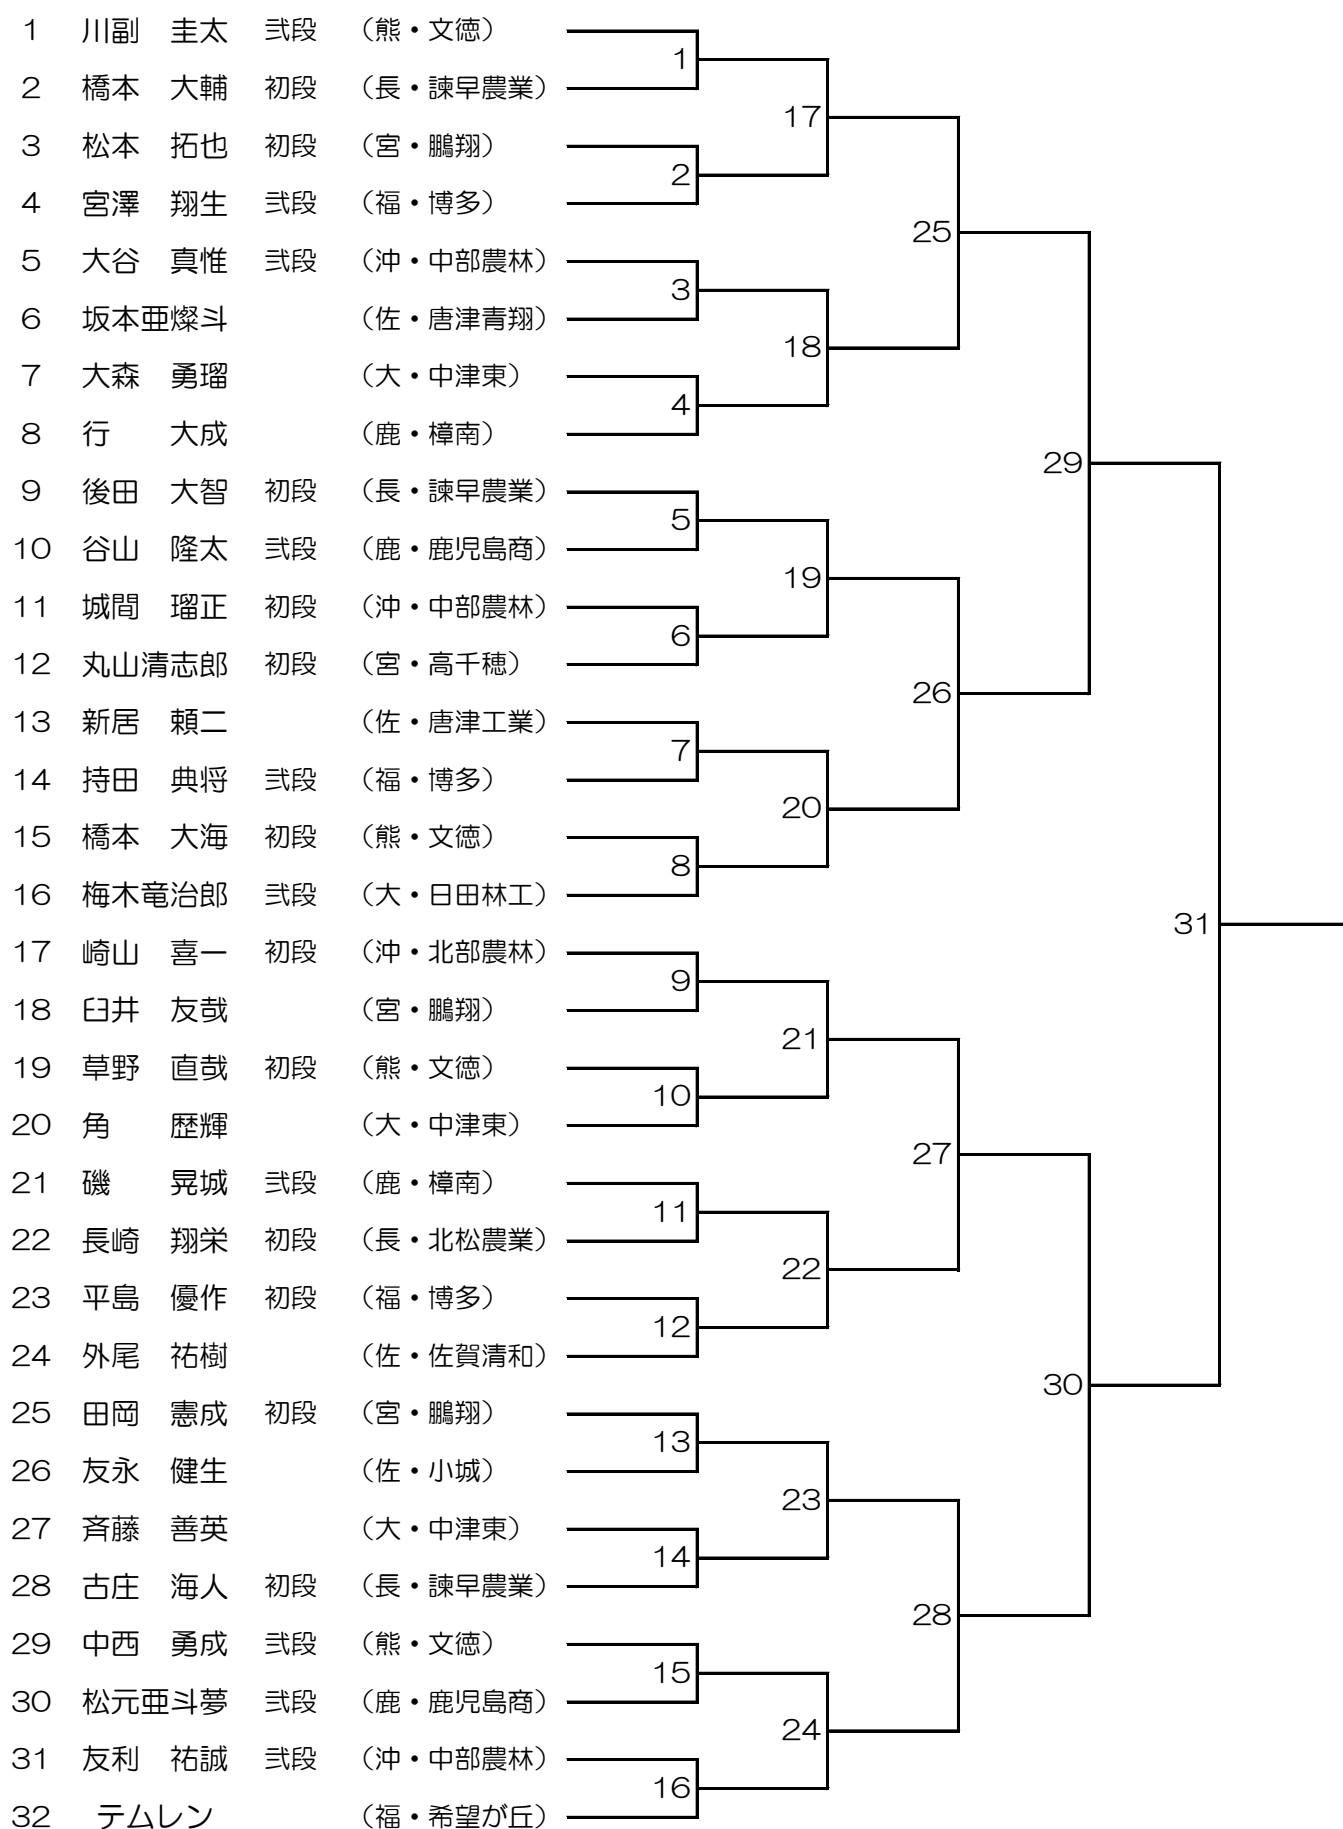 1 川副 圭太 弐段 （熊・文徳）
1
2 橋本 大輔 初段 （長・諫早農業）
17
3 松本 拓也 初段 （宮・鵬翔）
2
4 宮澤 翔生 弐段 （福・博多）
25
5 大谷 真惟 弐段 （沖・中部農林）
3
6 坂本亜燦斗 （佐・唐津青翔）
18
7 大森 勇瑠 （大・中津東）
4
8 行 大成 （鹿・樟南）
29
9 後田 大智 初段 （長・諫早農業）
5
10 谷山 隆太 弐段 （鹿・鹿児島商）
19
11 城間 瑠正 初段 （沖・中部農林）
6
12 丸山清志郎 初段 （宮・高千穂）
26
13 新居 頼二 （佐・唐津工業）
7
14 持田 典将 弐段 （福・博多）
20
15 橋本 大海 初段 （熊・文徳）
8
16 梅木竜治郎 弐段 （大・日田林工）
31
17 崎山 喜一 初段 （沖・北部農林）
9
18 臼井 友哉 （宮・鵬翔）
21
19 草野 直哉 初段 （熊・文徳）
10
20 角 歴輝 （大・中津東）
27
21 磯 晃城 弐段 （鹿・樟南）
11
22 長崎 翔栄 初段 （長・北松農業）
22
23 平島 優作 初段 （福・博多）
12
24 外尾 祐樹 （佐・佐賀清和）
30
25 田岡 憲成 初段 （宮・鵬翔）
13
26 友永 健生 （佐・小城）
23
27 斉藤 善英 （大・中津東）
14
28 古庄 海人 初段 （長・諫早農業）
28
29 中西 勇成 弐段 （熊・文徳）
15
30 松元亜斗夢 弐段 （鹿・鹿児島商）
24
31 友利 祐誠 弐段 （沖・中部農林）
16
32 テムレン （福・希望が丘）